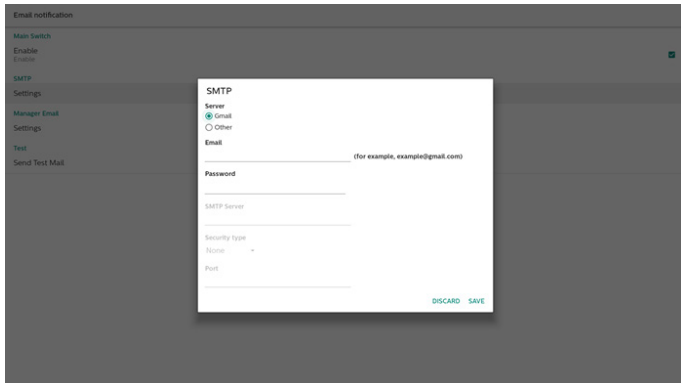 Email notification
Main Switch
Enable
Enable
SMTP
Settings
Manager Email
Settings
Test
Send Test Mail
SMTP
Server
Gmail
Other
Email
(for example, example@gmail.com)
Password
SMTP Server
Security type
None
Port
DISCARD SAVE